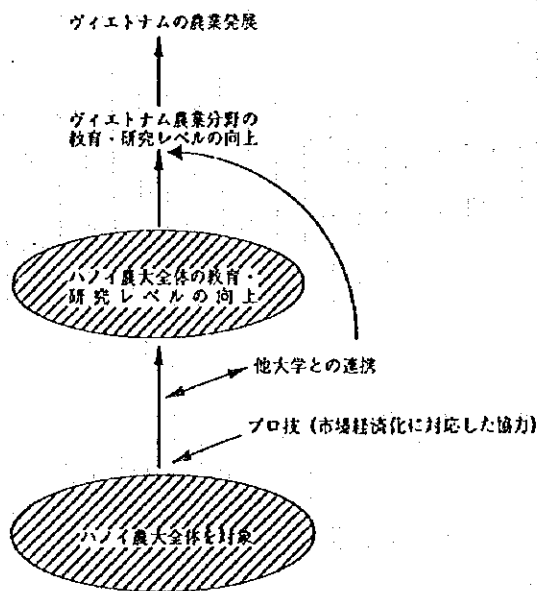 ヴィエトナムの農業発展
ヴィエトナム農業分野の
教育・研究レベルの向上
ハノイ農大全体の教育・
研究レベルの向上
他大学との連携
プロ技（市場経済化に対応した協力）
ハノイ農大全体を対象